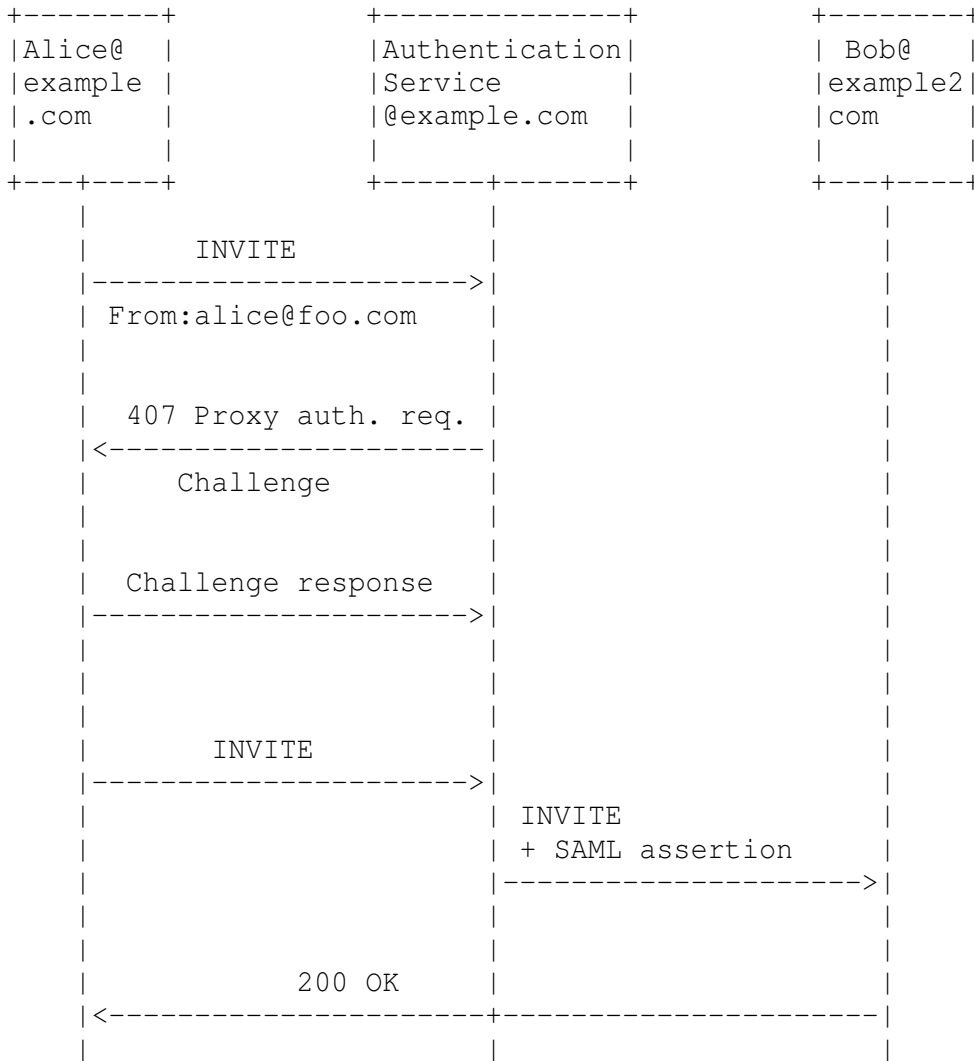 +--------+ +--------------+ +--------+
|Alice@ | |Authentication| | Bob@ |
|example | |Service | |example2|
|.com | |@example.com | |com |
| | | | | |
+---+----+ +------+-------+ +---+----+
| | |
| INVITE | |
|---------------------->| |
| From:alice@foo.com | |
| | |
| | |
| 407 Proxy auth. req. | |
|<----------------------| |
| Challenge | |
| | |
| | |
| Challenge response | |
|---------------------->| |
| | |
| | |
| | |
| INVITE | |
|---------------------->| |
| | INVITE |
| | + SAML assertion |
| |--------------------->|
| | |
| | |
| 200 OK | |
|<----------------------+----------------------|
| | |